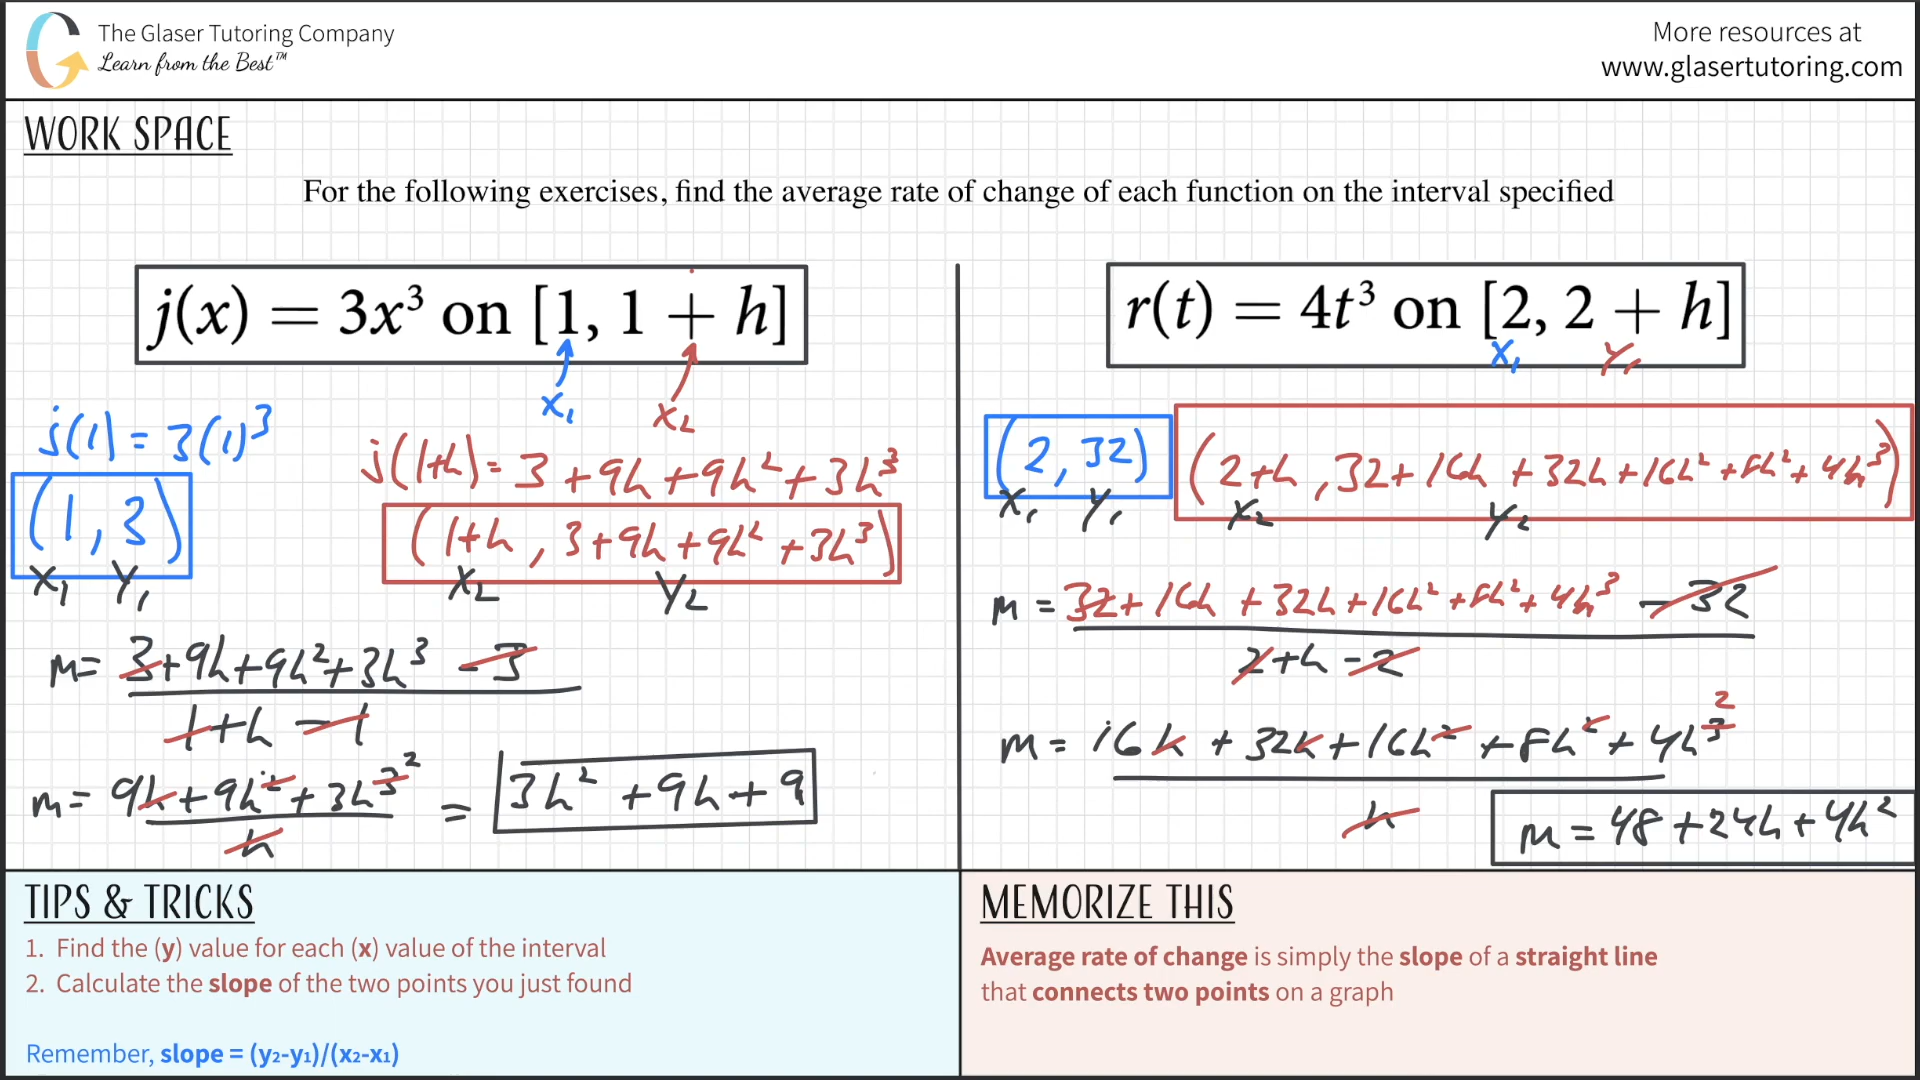 The Glaser Tutoring Company
Learn from the Best™
More resources at
www.glasertutoring.com
WORK SPACE
For the following exercises, find the average rate of change of each function on the interval specified
j(x) = 3x³ on [1, 1 + h]
x₁
x₂
j(1) = 3(1)³
(1, 3)
x₁ y₁
j(1+h) = 3 + 9h + 9h² + 3h³
(1+h, 3+9h+9h²+3h³)
x₂ y₂
m = 3+9h+9h²+3h³ - 3
1+h - 1
m = 9h+9h²+3h³ ² = 3h² + 9h + 9
h
r(t) = 4t³ on [2, 2 + h]
x₁ y₁
(2, 32) (2+h, 32+16h+32h+16h²+8h²+4h³)
x₁ y₁ x₂ y₂
m = 32+16h+32h+16h²+8h²+4h³ - 32
2+h-2
m = 16h + 32h + 16h² + 8h² + 4h³ ²
h
m = 48 + 24h + 4h²
TIPS & TRICKS
1. Find the (y) value for each (x) value of the interval
2. Calculate the slope of the two points you just found
Remember, slope = (y₂-y₁)/(x₂-x₁)
MEMORIZE THIS
Average rate of change is simply the slope of a straight line
that connects two points on a graph